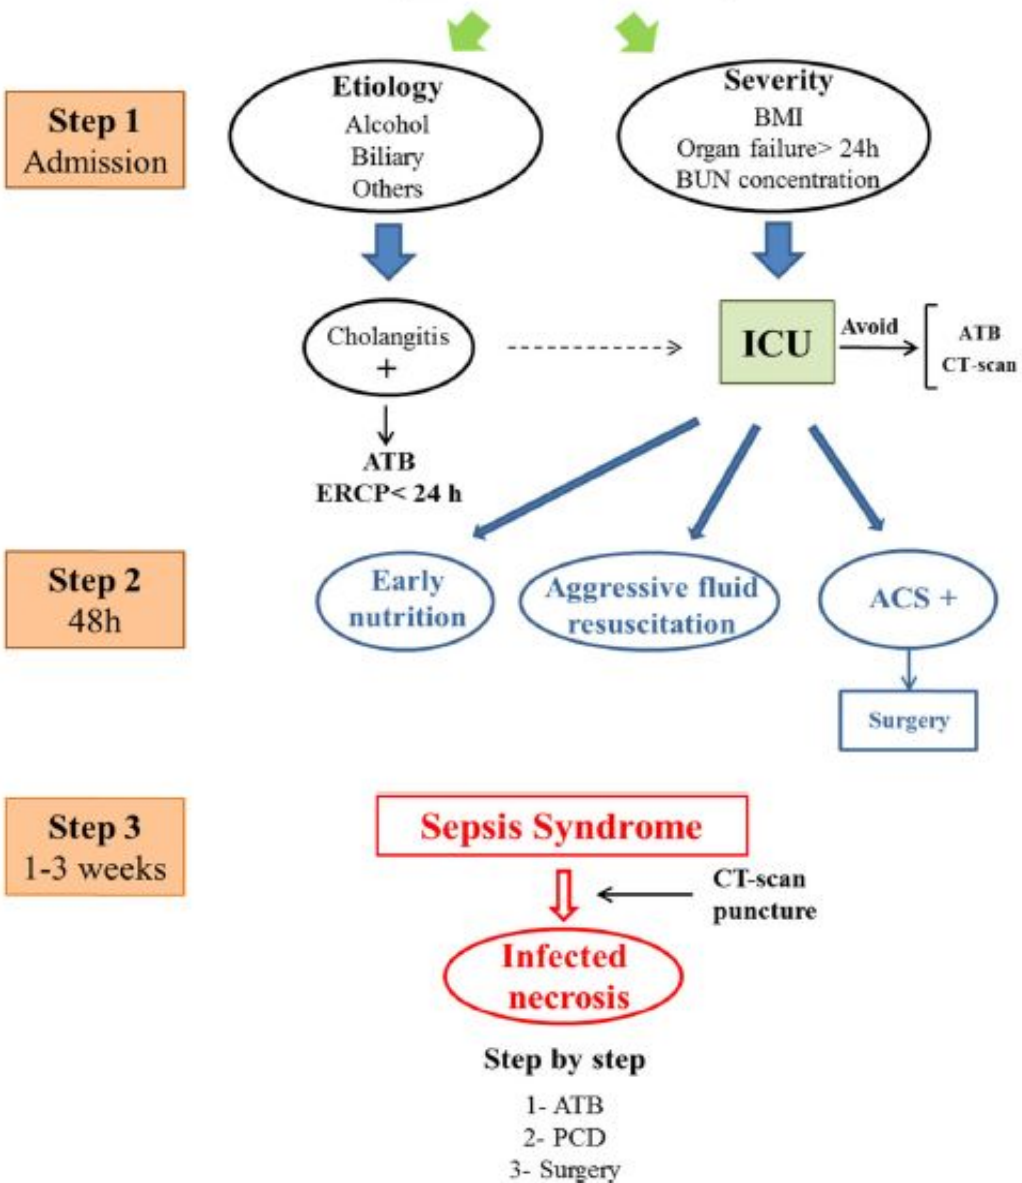 Step 1
Admission
Etiology
Alcohol
Biliary
Others
Severity
BMI
Organ failure> 24h
BUN concentration
Cholangitis
+
ATB
ERCP< 24 h
ICU
Avoid
ATB
CT-scan
Step 2
48h
Early
nutrition
Aggressive fluid
resuscitation
ACS +
Surgery
Step 3
1-3 weeks
Sepsis Syndrome
CT-scan
puncture
Infected
necrosis
Step by step
1- ATB
2- PCD
3- Surgery